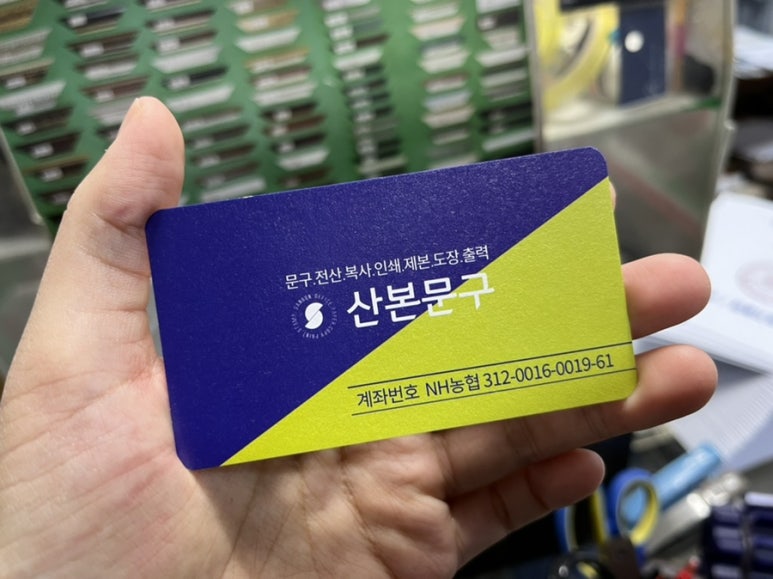 문구.전산.복사.인쇄.제본.도장.출력
산본문구
계좌번호 NH농협 312-0016-0019-61